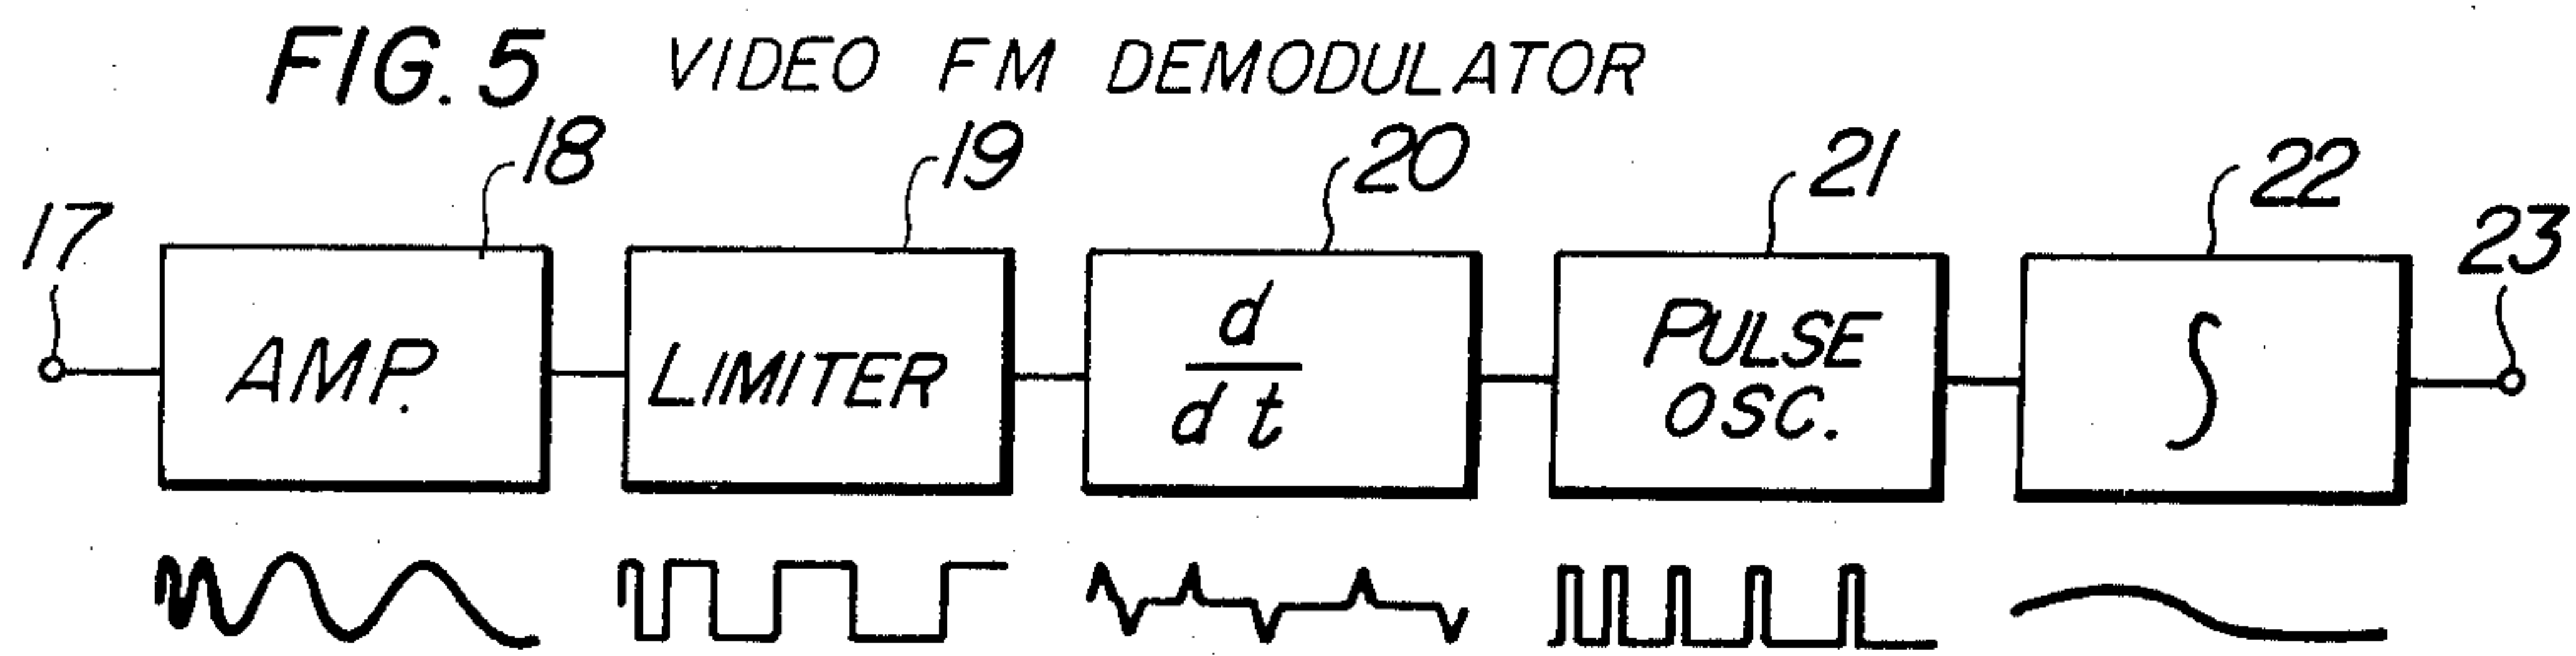 FIG. 5 VIDEO FM DEMODULATOR
17 18 19 20 21 22 23
AMP.
LIMITER
d
dt
PULSE
OSC.
∫